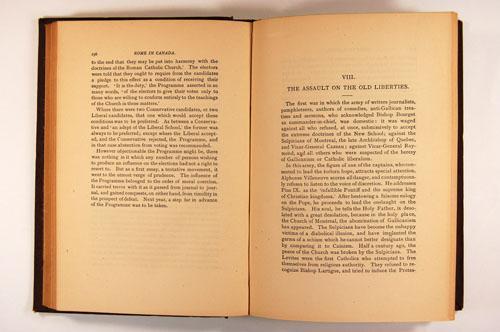 196 ROME IN CANADA.
to the end that they may be put into harmony with the
doctrines of the Roman Catholic Church.' The electors
were told that they ought to require from the candidates
a pledge to this effect as a condition of receiving their
support. 'It is the duty,' the Programme asserted in so
many words, 'of the electors to give their votes only to
those who are willing to conform entirely to the teachings
of the Church in these matters.'
Where there were two Conservative candidates, or two
Liberal candidates, that one which would accept these
conditions was to be preferred. As between a Conserva-
tive and 'an adept of the Liberal School,' the former was
always to be preferred; except where the Liberal accept-
ed, and the Conservative rejected, the Programme, and
in that case abstention from voting was recommended.
However objectionable the Programme might be, there
was nothing in it which any number of persons wishing
to produce an influence on the elections had not a right to
resort to. But as a first essay, a tentative movement, it
went to the utmost verge of prudence. The influence of
the Programme belonged to the order of moral coercion.
It carried terror with it as it passed from journal to jour-
nal, and gained conquests, on either hand, from timidity in
the prospect of defeat. Next year, a step far in advance
of the Programme was to be taken.
VIII.
THE ASSAULT ON THE OLD LIBERTIES.
The first war in which the army of writers journalists,
pamphleteers, authors of comedies, anti-Gallican trea-
tises and sermons, who acknowledged Bishop Bourget
as commander-in-chief, was domestic: it was waged
against all who refused, at once, submissively to accept
the extreme doctrine of the New School; against the
Sulpicians of Montreal, the late Archbishop of Quebec,
and Vicar-General Cazeau; against Vicar-General Ray-
mond, and all others who were suspected of the heresy
of Gallicanism or Catholic liberalism.
In this army, the figure of one of the captains, who
to lead the forlorn hope, attracts special attention.
Alphonse Villeneuve scorns all danger, and contemptuous-
ly refuses to listen to the voice of discretion. He addresses
Pius IX. as the 'infallible Pontiff and the supreme king
of Christian kingdoms.' After bestowing a fulsome eulogy
on the Pope, he proceeds to lead the onslaught on the
Sulpicians. His soul, he tells the Holy Father, is deso-
lated with a great desolation, because in the holy place,
the Church of Montreal, the abomination of Gallicanism
has appeared. The Sulpicians have become the unhappy
victims of a diabolical illusion, and have implanted the
germs of a schism which he cannot better designate than
by comparing it to Cainism. Half a century ago, the
peace of the Church was broken by the Sulpicians. The
Levites were the first Catholics who attempted to free
themselves from religious authority. They refused to re-
cognize Bishop Lartigue, and tried to induce the Protes-